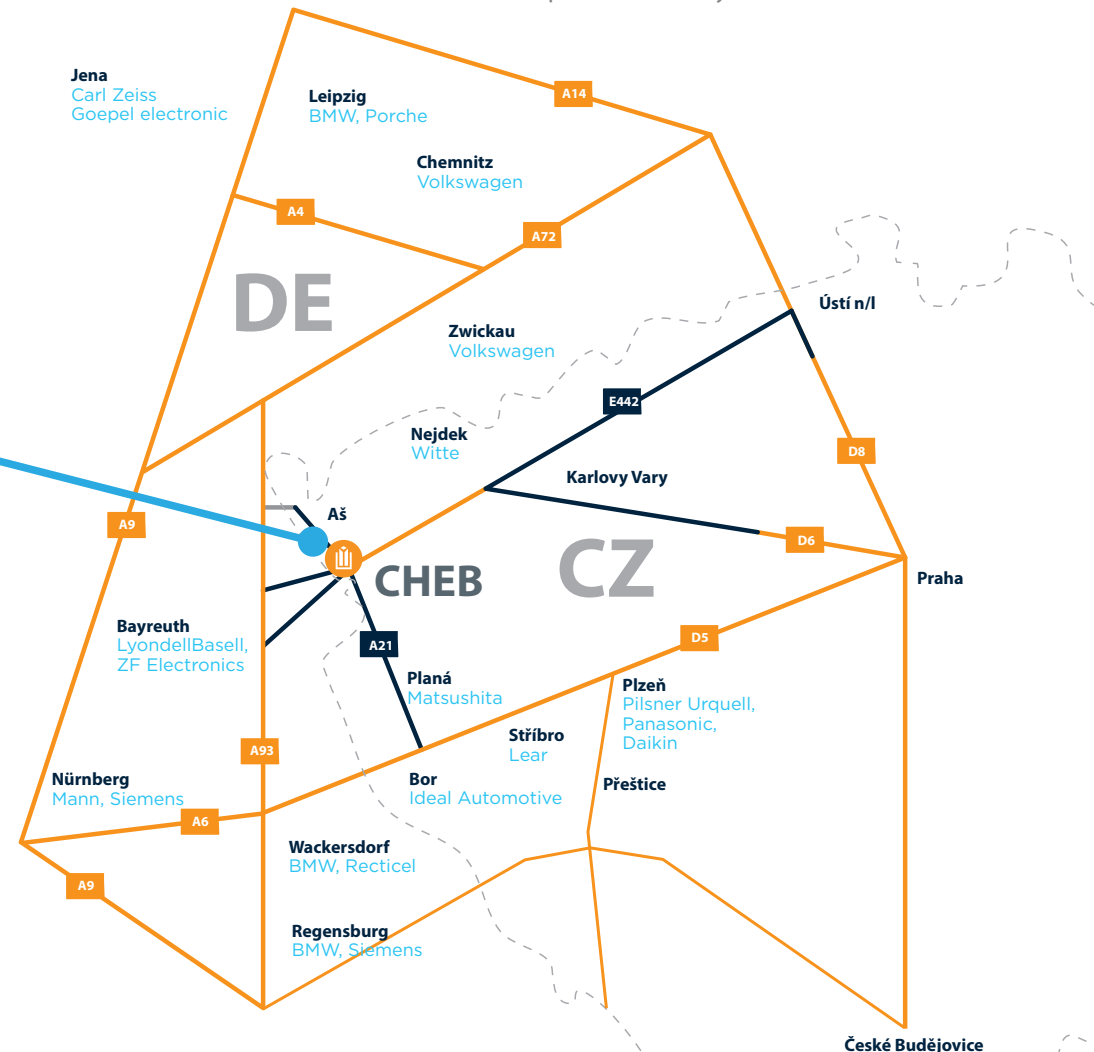 A14
Jena
Carl Zeiss
Goepel electronic
Leipzig
BMW, Porche
Chemnitz
Volkswagen
A4
A72
DE
Ústí n/l
Zwickau
Volkswagen
E442
Nejdek
Witte
D8
Karlovy Vary
Aš
A9
D6
CHEB
CZ
Praha
Bayreuth
LyondellBasell,
ZF Electronics
A21
D5
Planá
Matsushita
Plzeň
Pilsner Urquell,
Panasonic,
Daikin
Stříbro
Lear
A93
Nürnberg
Mann, Siemens
Bor
Ideal Automotive
Přeštice
A6
Wackersdorf
BMW, Recticel
A9
Regensburg
BMW, Siemens
České Budějovice